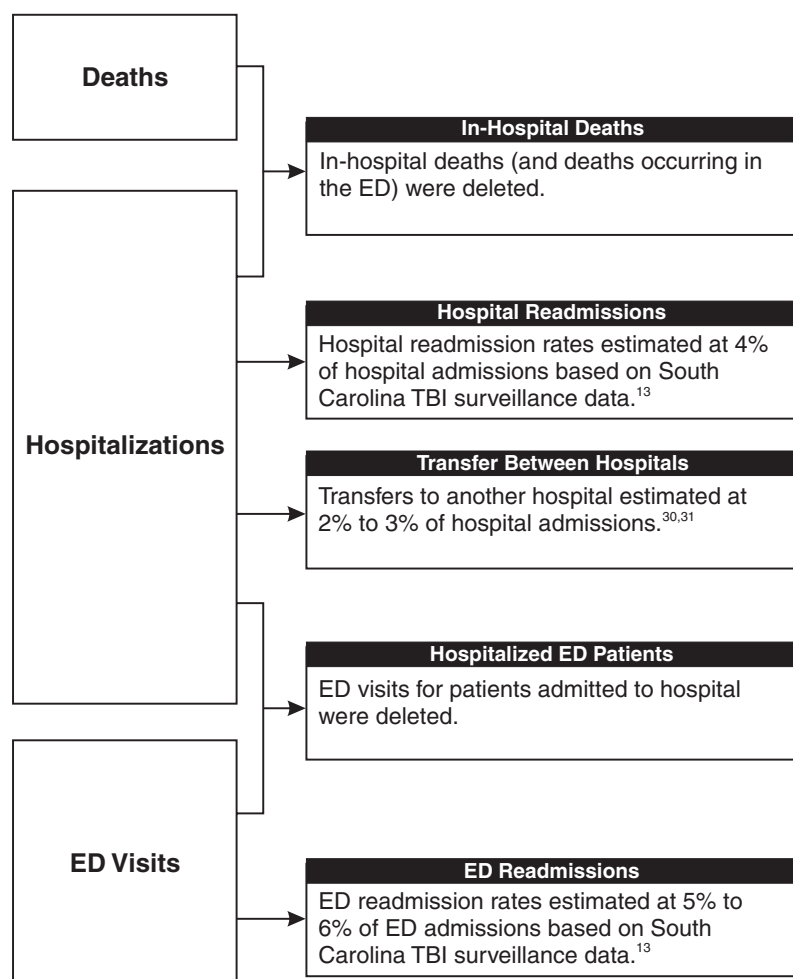 Deaths
In-Hospital Deaths
In-hospital deaths (and deaths occurring in
the ED) were deleted.
Hospital Readmissions
Hospital readmission rates estimated at 4%
of hospital admissions based on South
Carolina TBI surveillance data.13
Hospitalizations
Transfer Between Hospitals
Transfers to another hospital estimated at
2% to 3% of hospital admissions.30,31
Hospitalized ED Patients
ED visits for patients admitted to hospital
were deleted.
ED Visits
ED Readmissions
ED readmission rates estimated at 5% to
6% of ED admissions based on South
Carolina TBI surveillance data.13